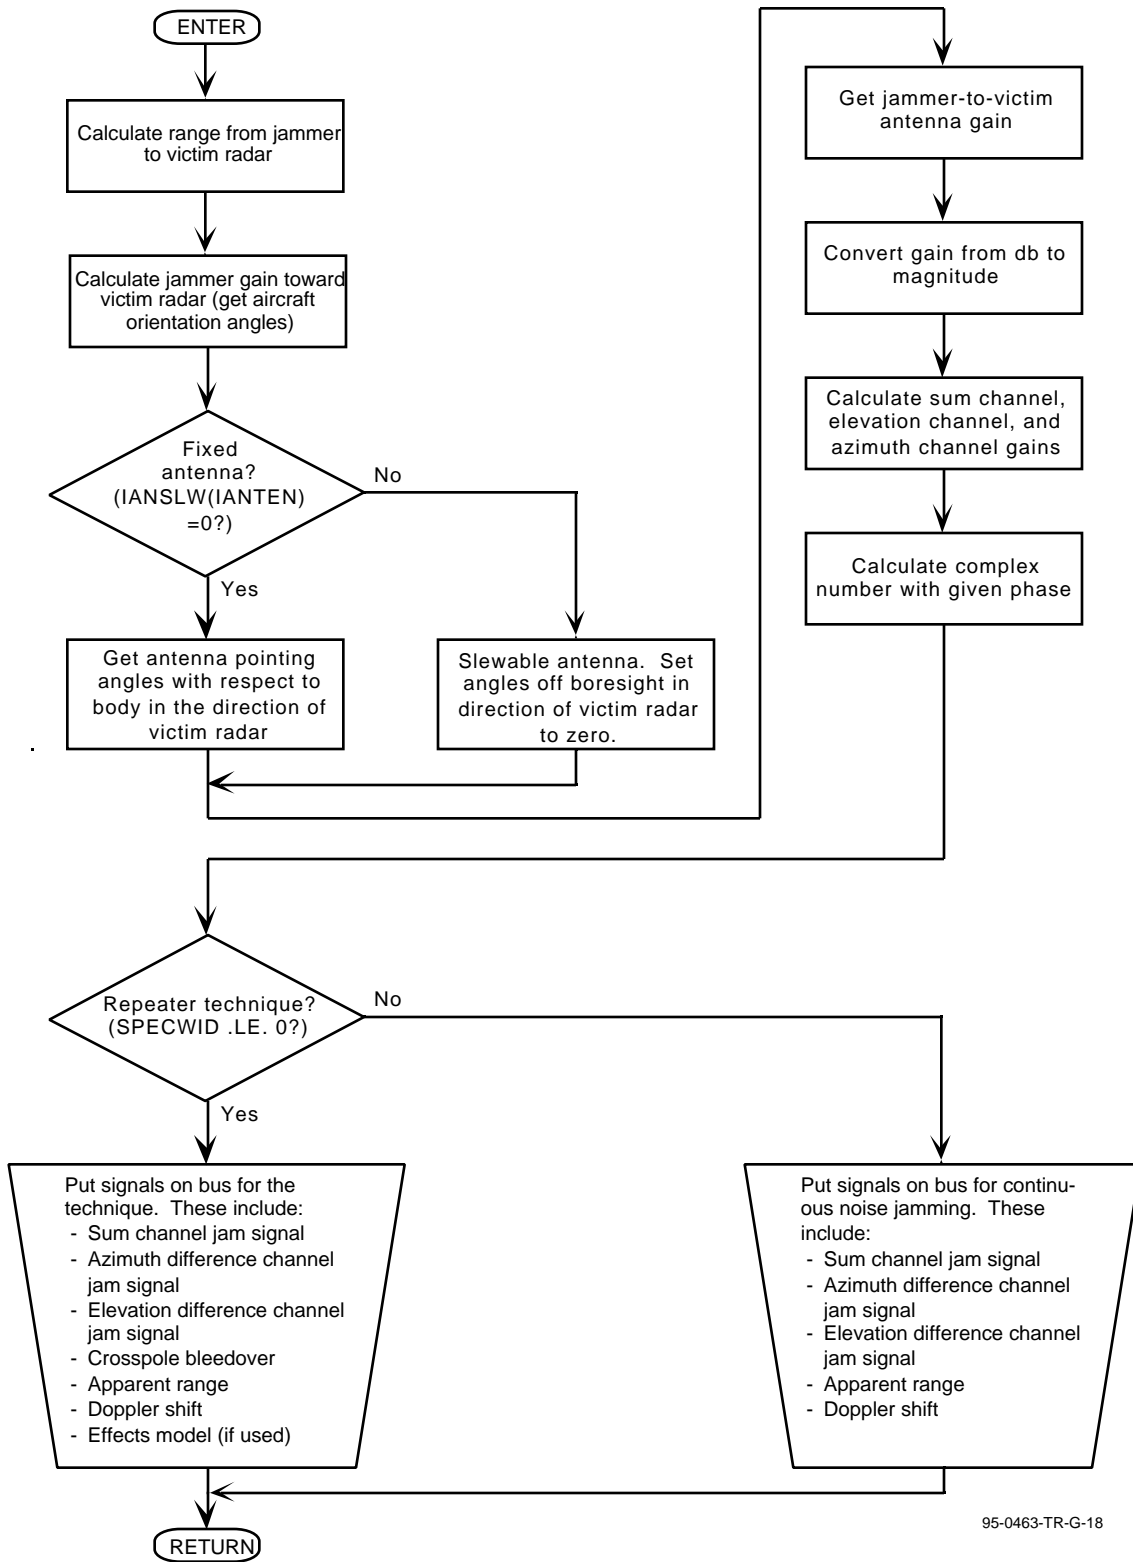 ENTER
Calculate range from jammer
to victim radar
Calculate jammer gain toward
victim radar (get aircraft
orientation angles)
Fixed
antenna?
(IANSLW(IANTEN)
=0?)
No
Yes
Get antenna pointing
angles with respect to
body in the direction of
victim radar
Slewable antenna. Set
angles off boresight in
direction of victim radar
to zero.
Get jammer-to-victim
antenna gain
Convert gain from db to
magnitude
Calculate sum channel,
elevation channel, and
azimuth channel gains
Calculate complex
number with given phase
Repeater technique?
(SPECWID .LE. 0?)
No
Yes
Put signals on bus for the
technique. These include:
- Sum channel jam signal
- Azimuth difference channel
jam signal
- Elevation difference channel
jam signal
- Crosspole bleedover
- Apparent range
- Doppler shift
- Effects model (if used)
Put signals on bus for continu-
ous noise jamming. These
include:
- Sum channel jam signal
- Azimuth difference channel
jam signal
- Elevation difference channel
jam signal
- Apparent range
- Doppler shift
RETURN
95-0463-TR-G-18